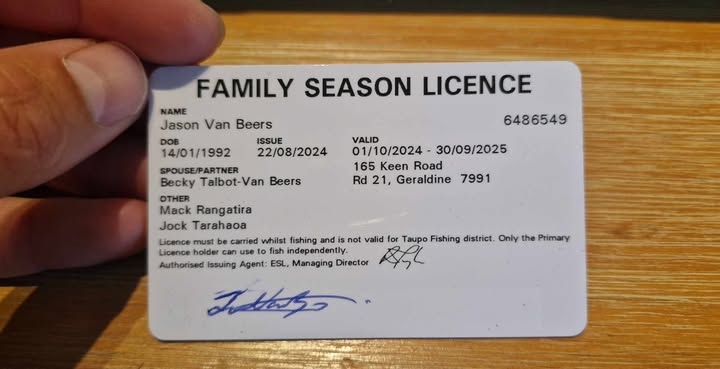 FAMILY SEASON LICENCE
NAME
Jason Van Beers 6486549
DOB ISSUE VALID
14/01/1992 22/08/2024 01/10/2024 - 30/09/2025
SPOUSE/PARTNER 165 Keen Road
Becky Talbot-Van Beers Rd 21, Geraldine 7991
OTHER
Mack Rangatira
Jock Tarahaoa
Licence must be carried whilst fishing and is not valid for Taupo Fishing district. Only the Primary
Licence holder can use to fish independently.
Authorised Issuing Agent: ESL, Managing Director